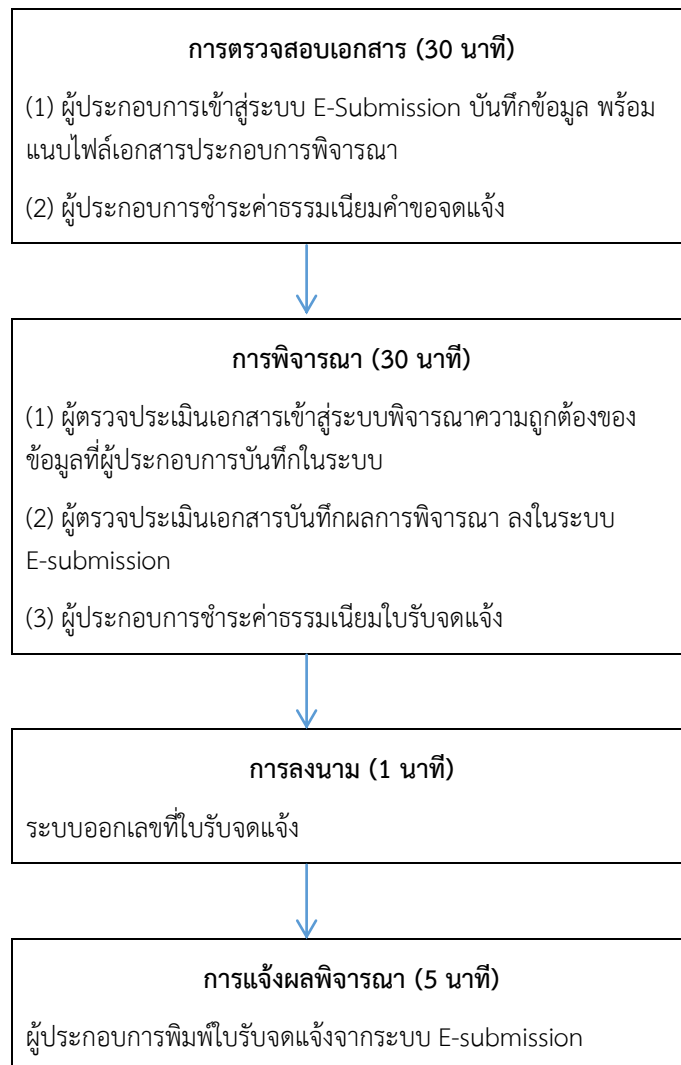 การตรวจสอบเอกสาร (30 นาที)
(1) ผู้ประกอบการเข้าสู่ระบบ E-Submission บันทึกข้อมูล พร้อม
แนบไฟล์เอกสารประกอบการพิจารณา
(2) ผู้ประกอบการชำระค่าธรรมเนียมคำขอจดแจ้ง
การพิจารณา (30 นาที)
(1) ผู้ตรวจประเมินเอกสารเข้าสู่ระบบพิจารณาความถูกต้องของ
ข้อมูลที่ผู้ประกอบการบันทึกในระบบ
(2) ผู้ตรวจประเมินเอกสารบันทึกผลการพิจารณา ลงในระบบ
E-submission
(3) ผู้ประกอบการชำระค่าธรรมเนียมใบรับจดแจ้ง
การลงนาม (1 นาที)
ระบบออกเลขที่ใบรับจดแจ้ง
การแจ้งผลพิจารณา (5 นาที)
ผู้ประกอบการพิมพ์ใบรับจดแจ้งจากระบบ E-submission